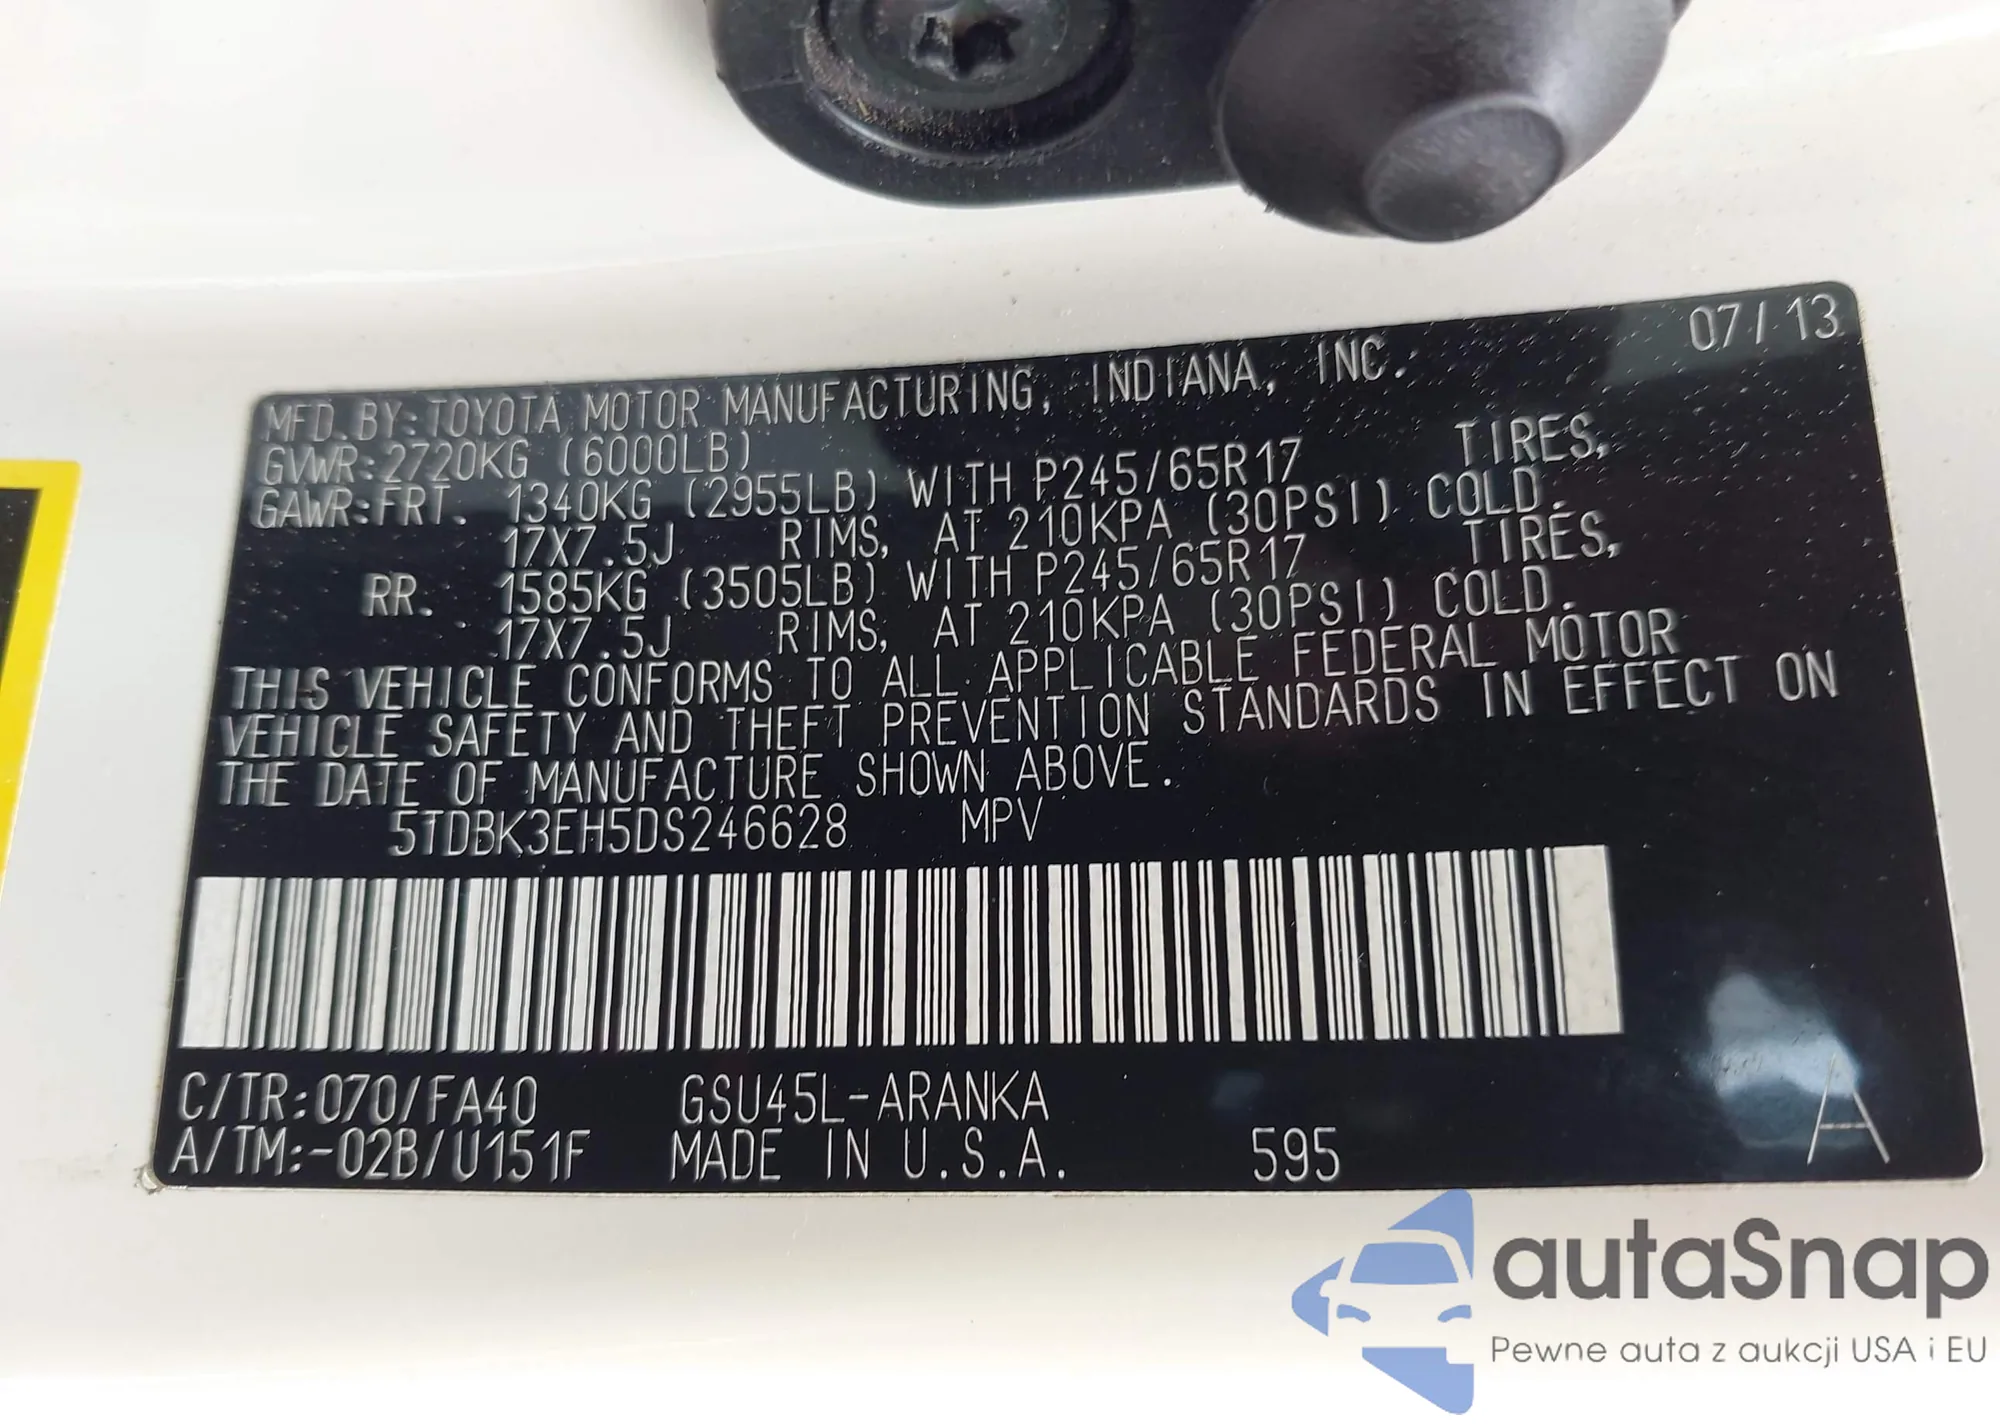 07/13
MFD. BY: TOYOTA MOTOR MANUFACTURING, INDIANA, INC.
GVWR: 2720KG (6000LB)
GAWR: FRT. 1340KG (2955LB) WITH P245/65R17 TIRES,
17X7.5J RIMS, AT 210KPA (30PSI) COLD.
RR. 1585KG (3505LB) WITH P245/65R17 TIRES,
17X7.5J RIMS, AT 210KPA (30PSI) COLD.
THIS VEHICLE CONFORMS TO ALL APPLICABLE FEDERAL MOTOR
VEHICLE SAFETY AND THEFT PREVENTION STANDARDS IN EFFECT ON
THE DATE OF MANUFACTURE SHOWN ABOVE.
5TDBK3EH5DS246628 MPV
C/TR: 070/FA40 GSU45L-ARANKA
A/TM: -02B/U151F MADE IN U.S.A. 595 A
autaSnap
Pewne auta z aukcji USA i EU